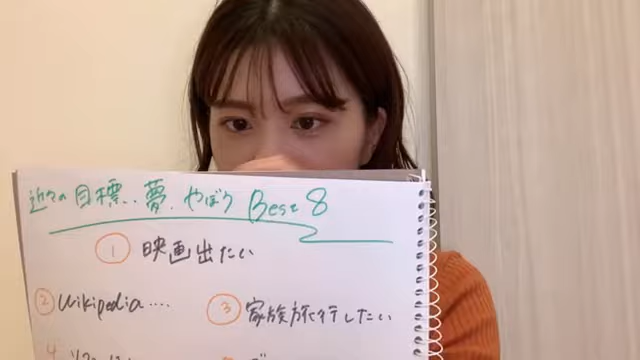 近々の目標、夢、やぼう Best 8
① 映画出たい
② Wikipedia....
③ 家族旅行したい
4